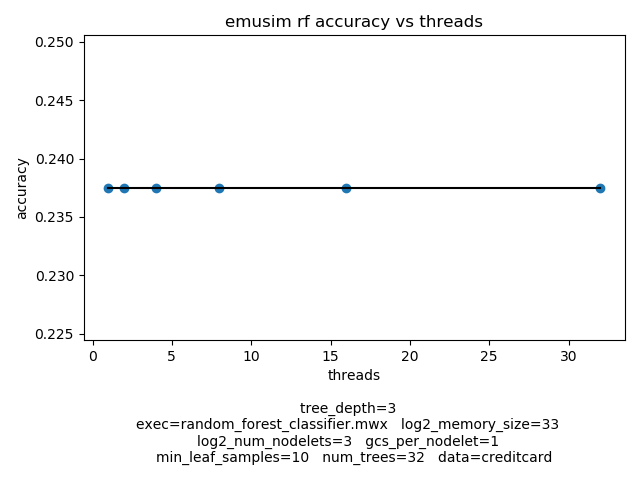 emusim rf accuracy vs threads
0.250
0.245
0.240
0.235
0.230
0.225
accuracy
0 5 10 15 20 25 30
threads
tree_depth=3
exec=random_forest_classifier.mwx log2_memory_size=33
log2_num_nodelets=3 gcs_per_nodelet=1
min_leaf_samples=10 num_trees=32 data=creditcard